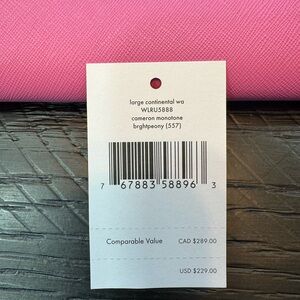 large continental wa
WLRU5888
cameron monotone
brghtpeony (557)
7 67883 58896 3
Comparable Value CAD $289.00
USD $229.00